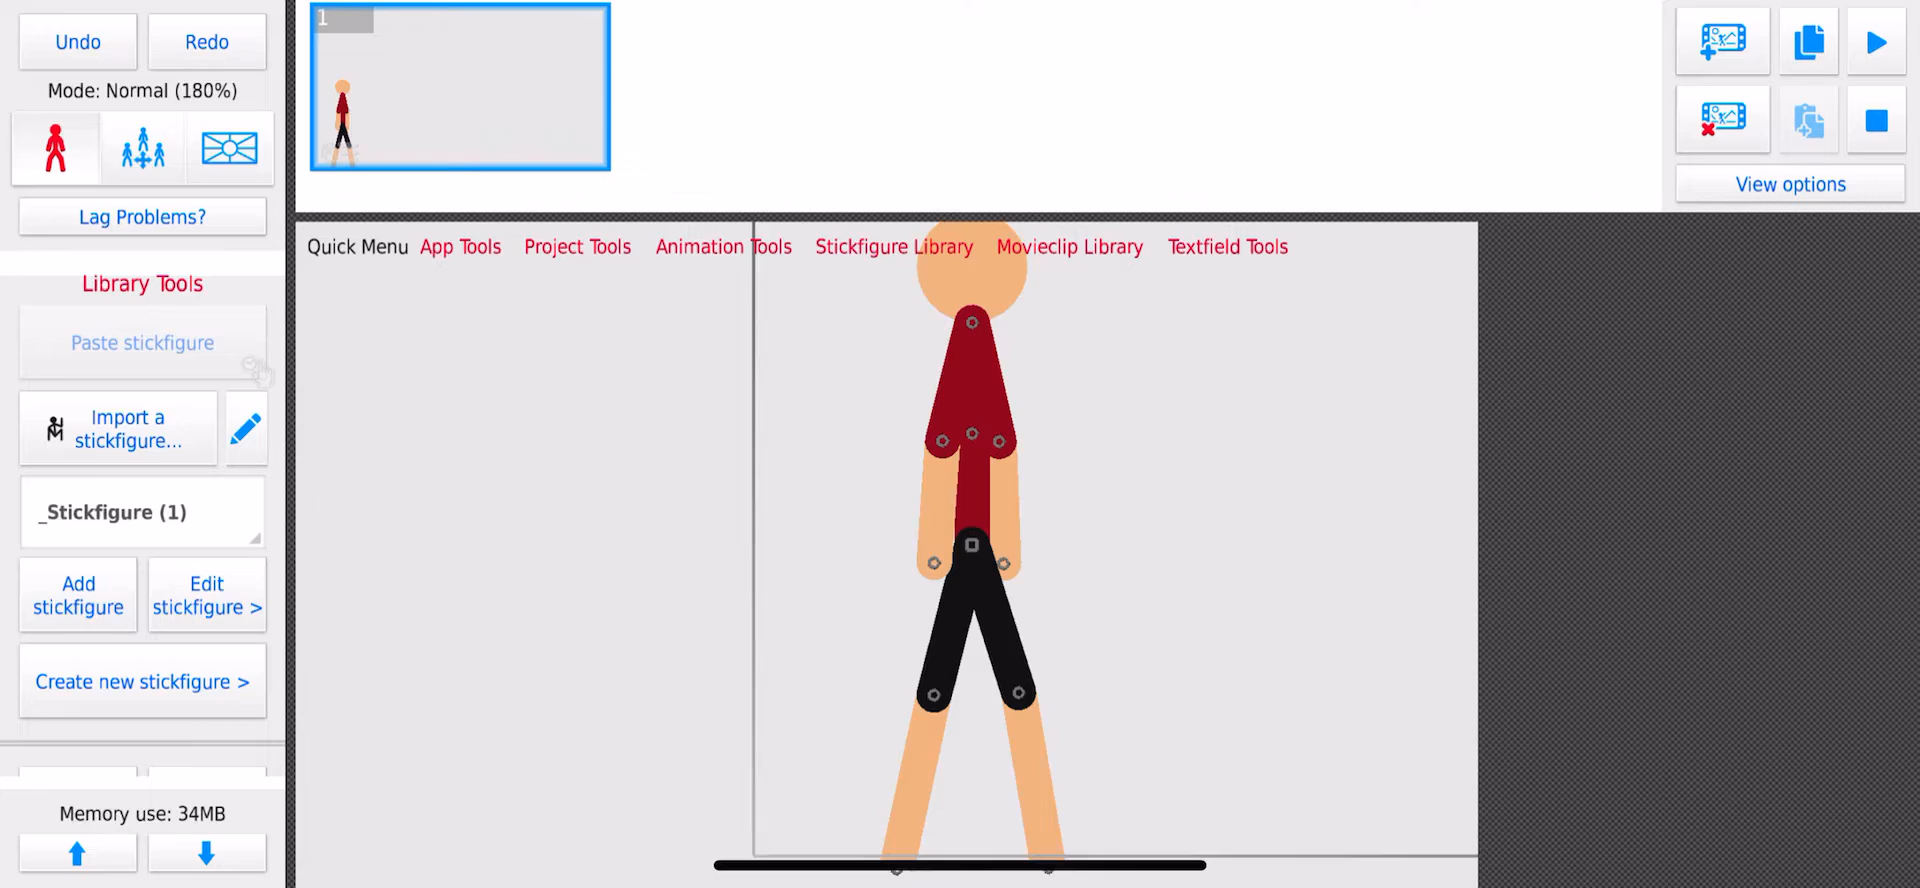 Undo
Redo
Mode: Normal (180%)
Lag Problems?
Library Tools
Paste stickfigure
Import a
stickfigure...
_Stickfigure (1)
Add
stickfigure
Edit
stickfigure >
Create new stickfigure >
Memory use: 34MB
1
View options
Quick Menu App Tools Project Tools Animation Tools Stickfigure Library Movieclip Library Textfield Tools